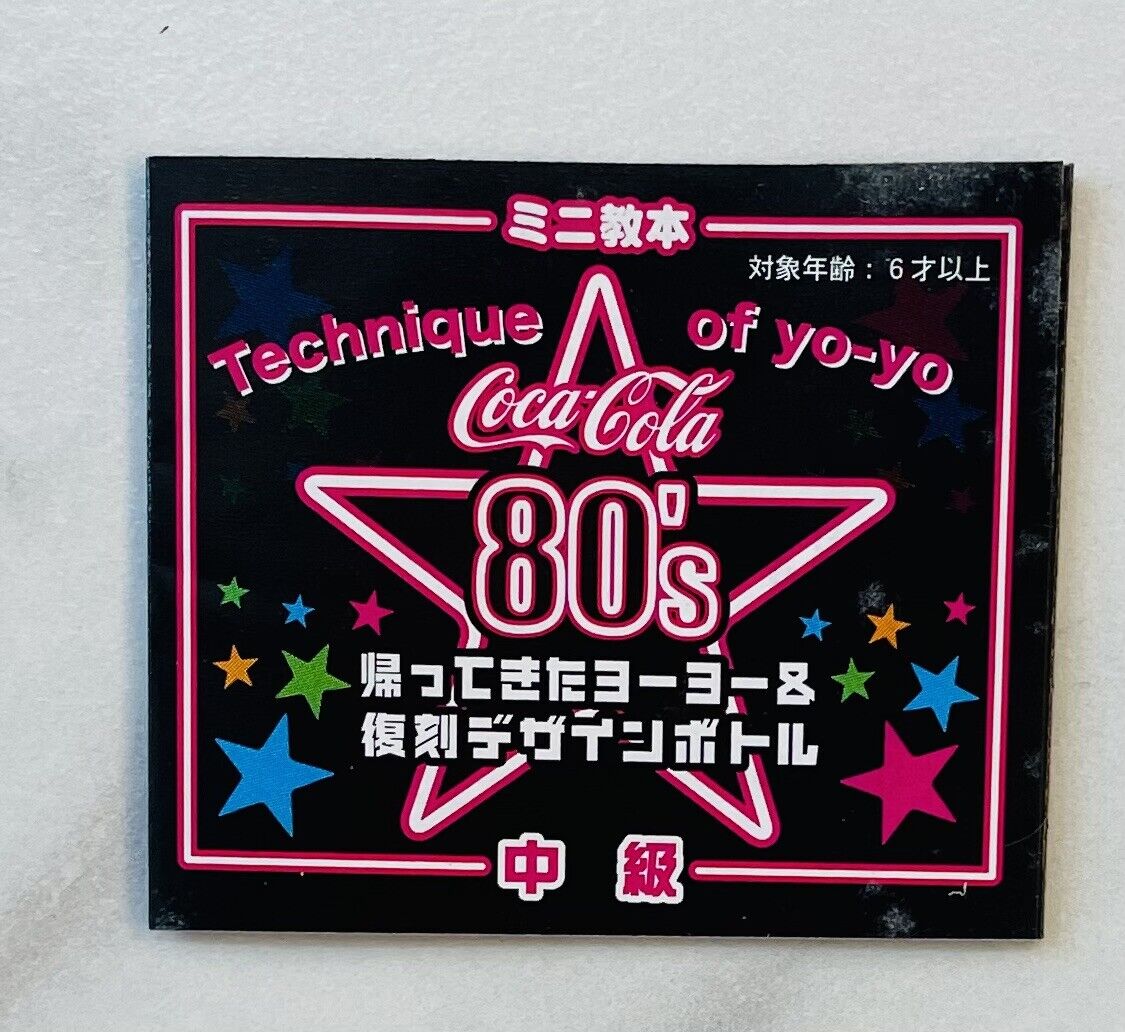 ミニ教本
対象年齢：6才以上
Technique of yo-yo
Coca-Cola
80's
帰ってきたヨーヨー&
復刻デザインボトル
中級